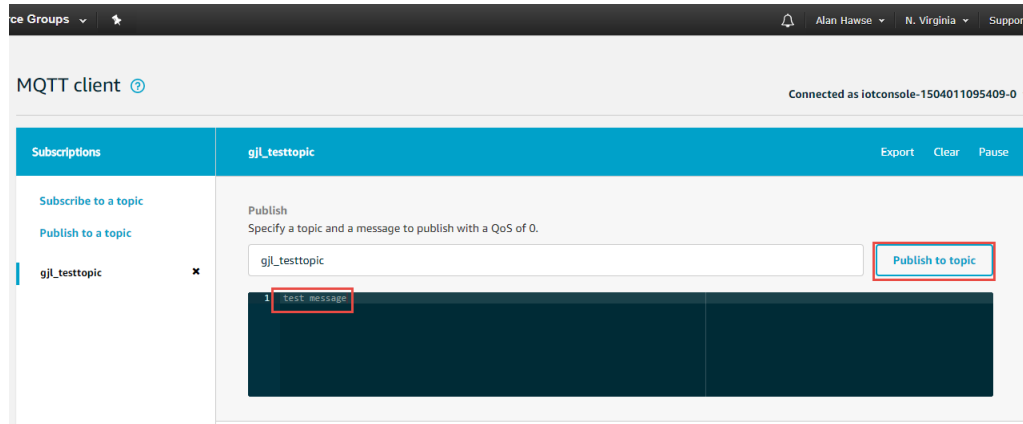 ce Groups
Alan Hawse N. Virginia Suppor
MQTT client ?
Connected as iotconsole-1504011095409-0
Subscriptions
gjl_testtopic
Export Clear Pause
Subscribe to a topic
Publish to a topic
gjl_testtopic
Publish
Specify a topic and a message to publish with a QoS of 0.
gjl_testtopic
Publish to topic
1 test message